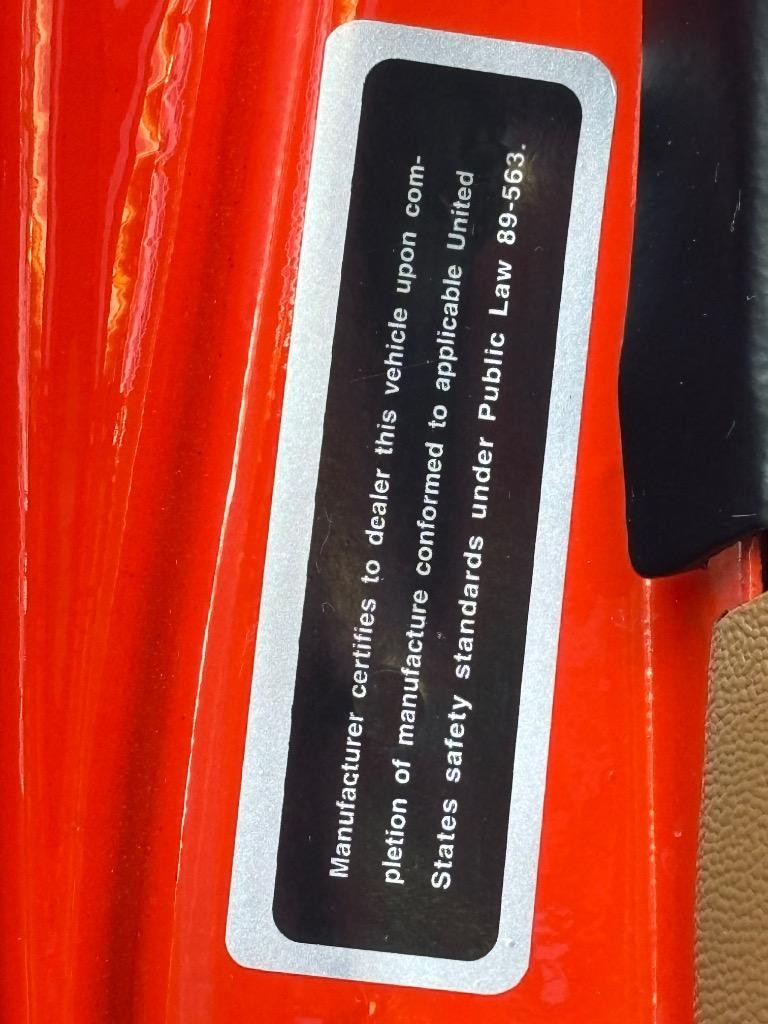 Manufacturer certifies to dealer this vehicle upon com-
pletion of manufacture conformed to applicable United
States safety standards under Public Law 89-563.